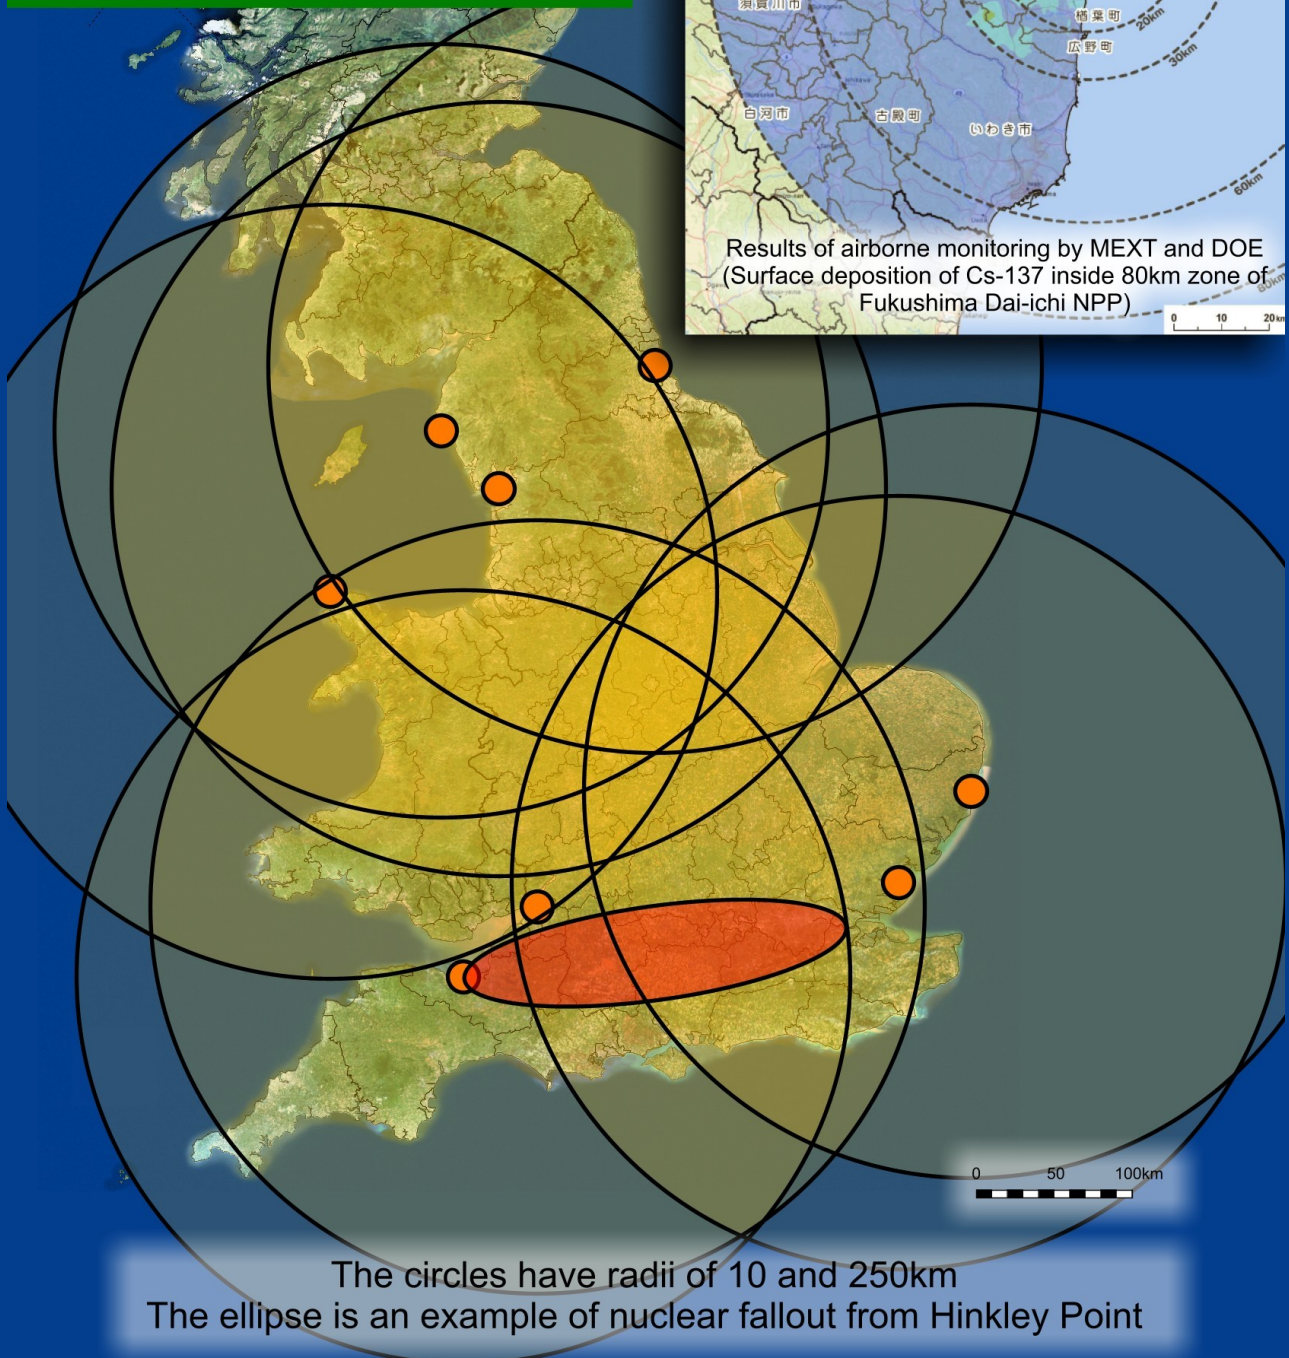 須賀川市
楢葉町
20km
広野町
30km
白河市
古殿町
いわき市
60km
Results of airborne monitoring by MEXT and DOE
(Surface deposition of Cs-137 inside 80km zone of
Fukushima Dai-ichi NPP)
80km
0 10 20km
0 50 100km
The circles have radii of 10 and 250km
The ellipse is an example of nuclear fallout from Hinkley Point